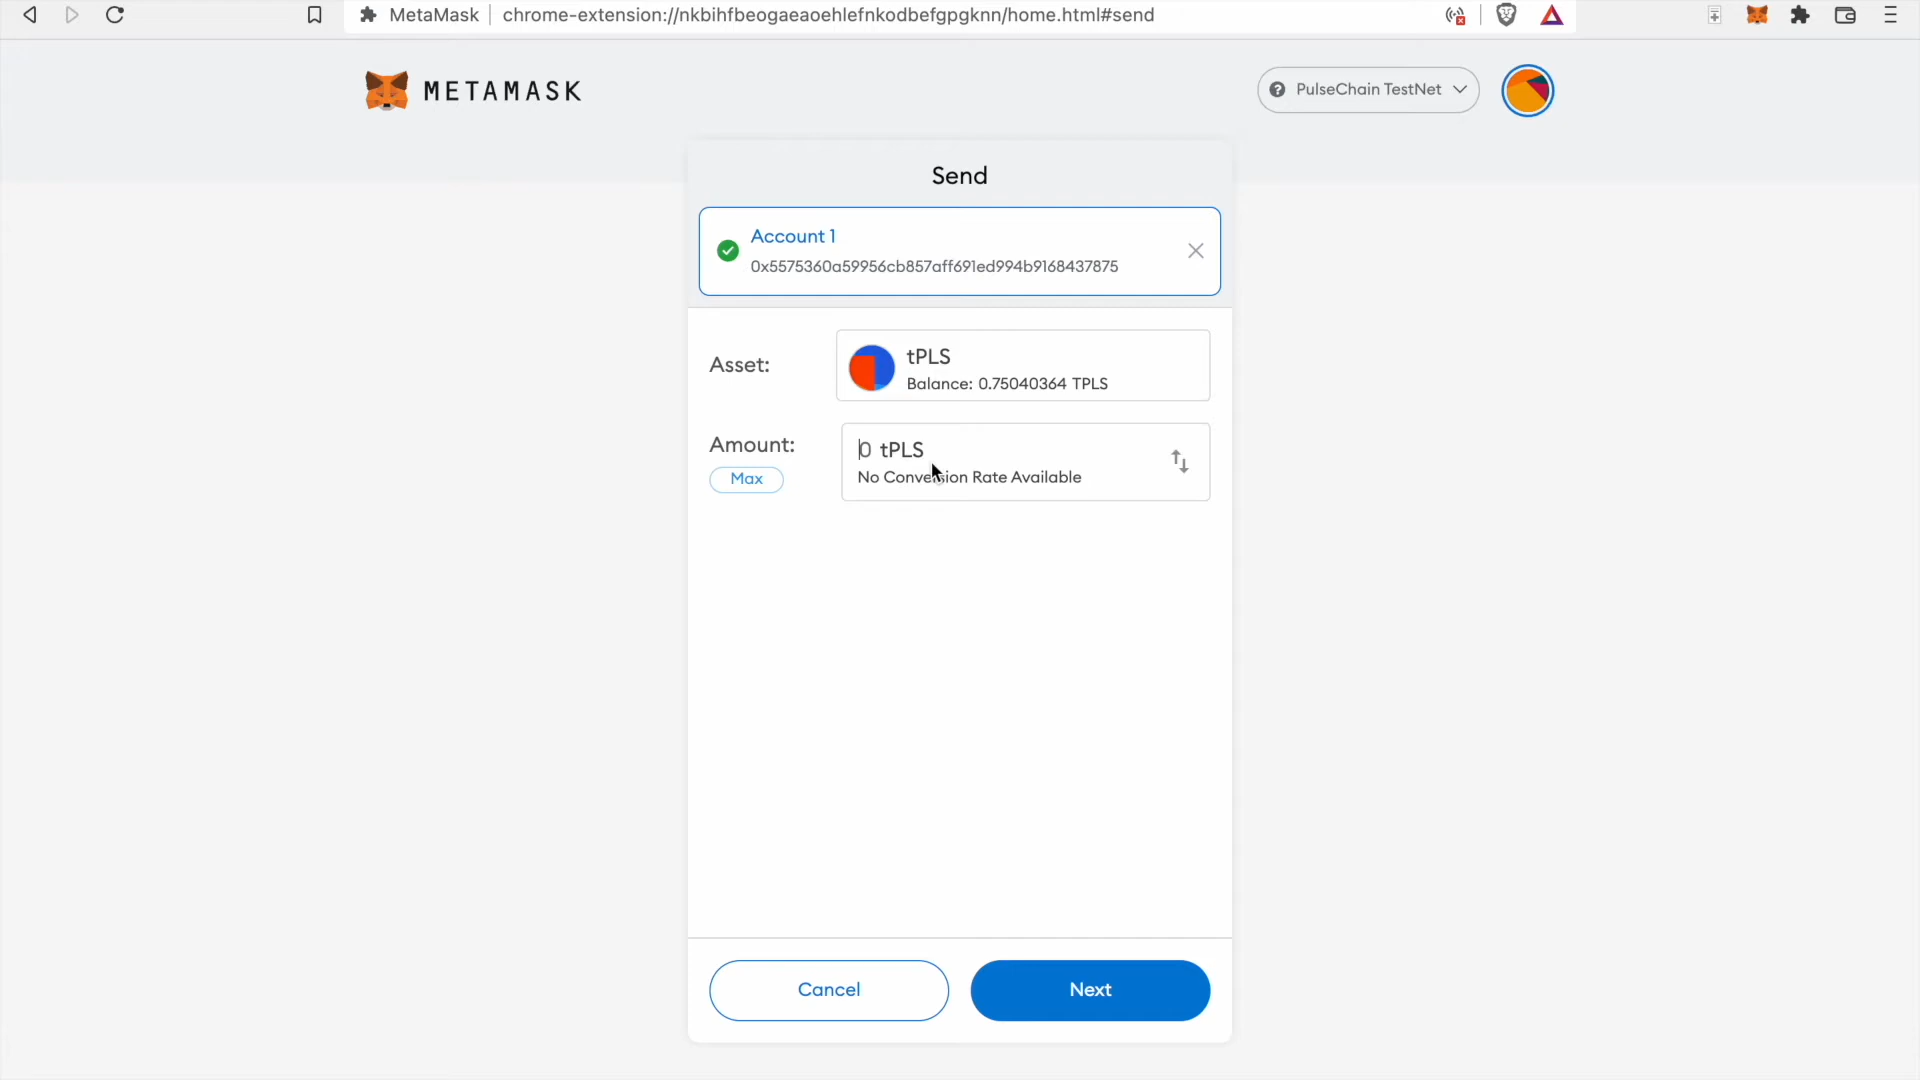 MetaMask chrome-extension://nkbihfbeogaeaoehlefnkodbefgpgknn/home.html#send
METAMASK
PulseChain TestNet
Send
Account 1
0x5575360a59956cb857aff691ed994b9168437875
Asset:
tPLS
Balance: 0.75040364 TPLS
Amount:
Max
0 tPLS
No Conversion Rate Available
Cancel
Next